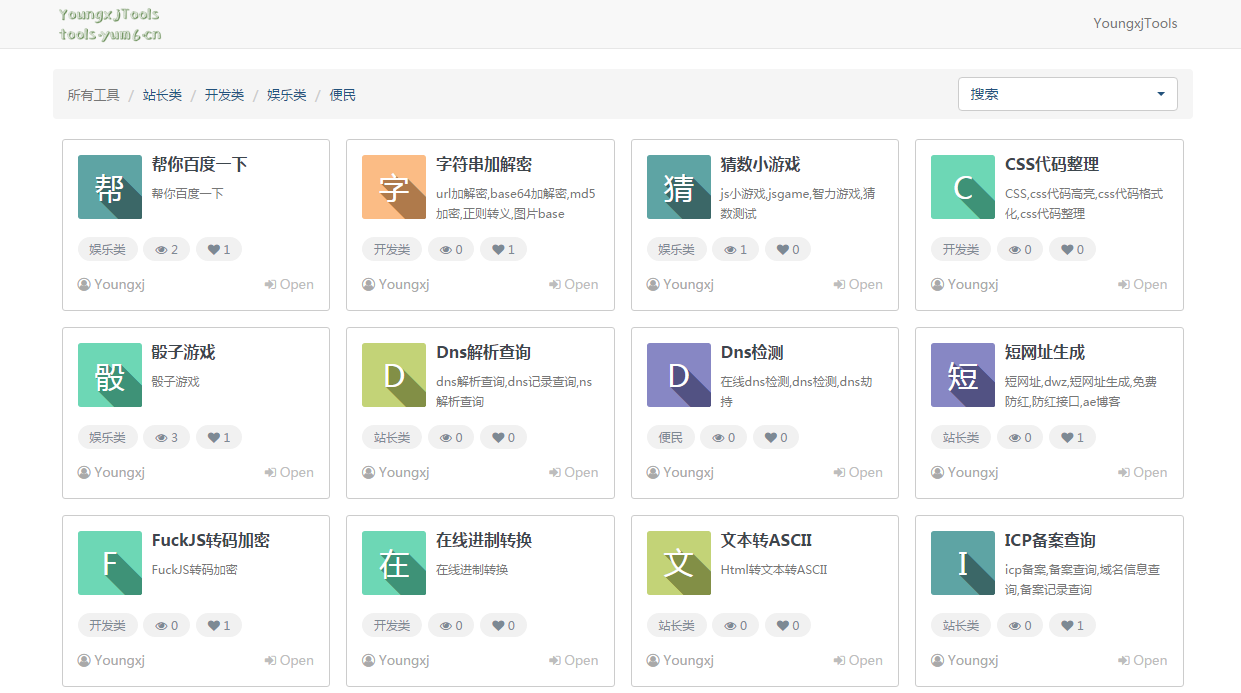 YoungxjTools
tools.yum6.cn
YoungxjTools
所有工具 / 站长类 / 开发类 / 娱乐类 / 便民
搜索
帮
帮你百度一下
帮你百度一下
娱乐类 2 1
Youngxj Open
字
字符串加解密
url加解密,base64加解密,md5
加密,正则转义,图片base
开发类 0 1
Youngxj Open
猜
猜数小游戏
js小游戏,jsgame,智力游戏,猜
数测试
娱乐类 1 0
Youngxj Open
C
CSS代码整理
CSS,css代码高亮,css代码格式
化,css代码整理
开发类 0 0
Youngxj Open
骰
骰子游戏
骰子游戏
娱乐类 3 1
Youngxj Open
D
Dns解析查询
dns解析查询,dns记录查询,ns
解析查询
站长类 0 0
Youngxj Open
D
Dns检测
在线dns检测,dns检测,dns劫
持
便民 0 0
Youngxj Open
短
短网址生成
短网址,dwz,短网址生成,免费
防红,防红接口,ae博客
站长类 0 1
Youngxj Open
F
FuckJS转码加密
FuckJS转码加密
开发类 0 1
Youngxj Open
在
在线进制转换
在线进制转换
开发类 0 0
Youngxj Open
文
文本转ASCII
Html转文本转ASCII
站长类 0 0
Youngxj Open
I
ICP备案查询
icp备案,备案查询,域名信息查
询,备案记录查询
站长类 0 1
Youngxj Open